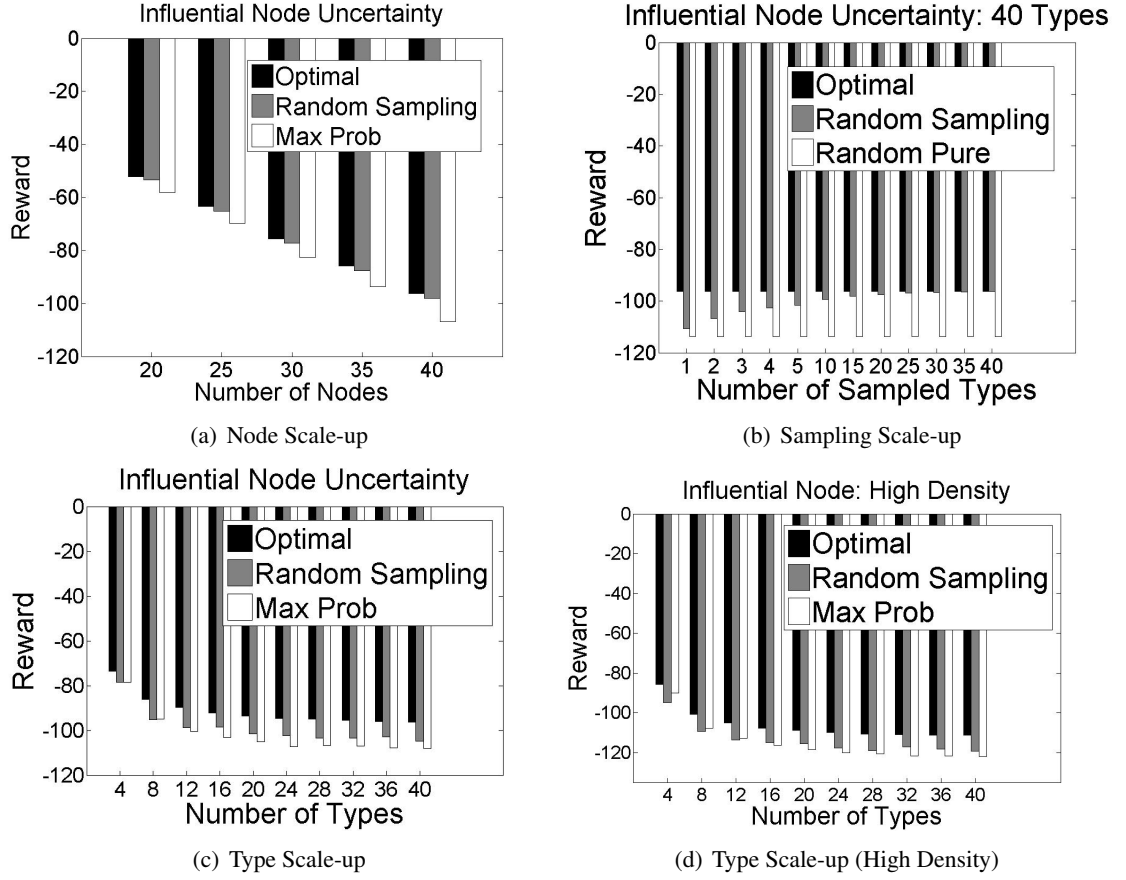 Influential Node Uncertainty
0
-20
-40
-60
-80
-100
-120
Reward
Optimal
Random Sampling
Max Prob
20 25 30 35 40
Number of Nodes
(a) Node Scale-up
Influential Node Uncertainty: 40 Types
0
-20
-40
-60
-80
-100
-120
Reward
Optimal
Random Sampling
Random Pure
1 2 3 4 5 10 15 20 25 30 35 40
Number of Sampled Types
(b) Sampling Scale-up
Influential Node Uncertainty
0
-20
-40
-60
-80
-100
-120
Reward
Optimal
Random Sampling
Max Prob
4 8 12 16 20 24 28 32 36 40
Number of Types
(c) Type Scale-up
Influential Node: High Density
0
-20
-40
-60
-80
-100
-120
Reward
Optimal
Random Sampling
Max Prob
4 8 12 16 20 24 28 32 36 40
Number of Types
(d) Type Scale-up (High Density)